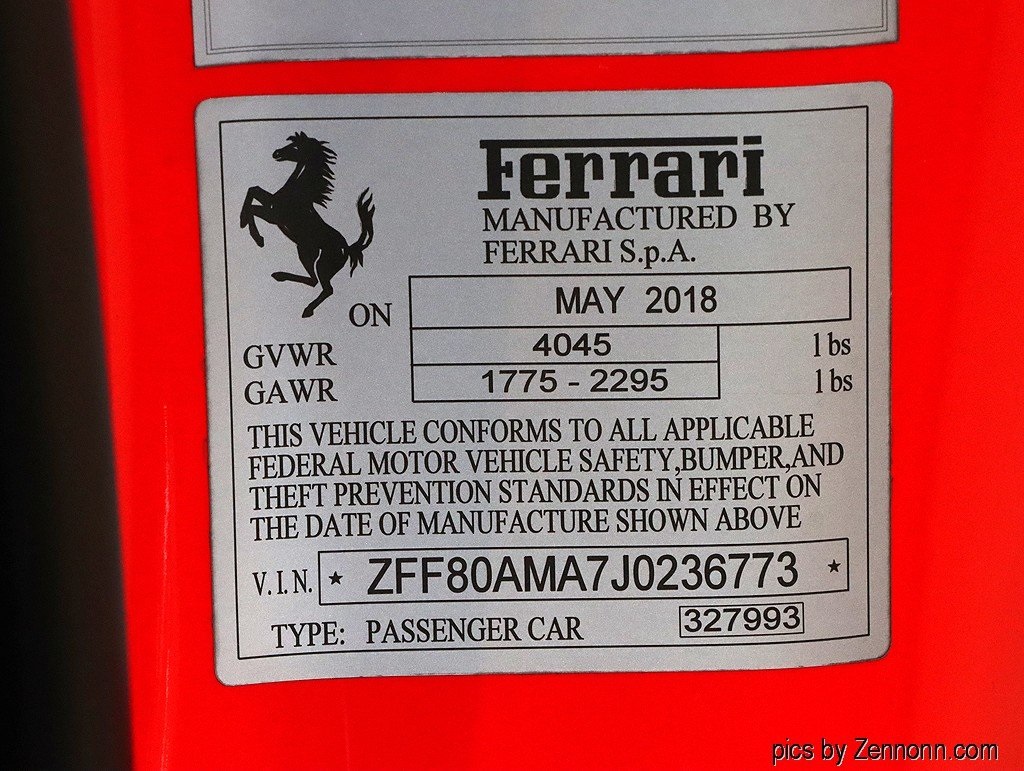 Ferrari
MANUFACTURED BY
FERRARI S.p.A.
ON MAY 2018
GVWR 4045 lbs
GAWR 1775 - 2295 lbs
THIS VEHICLE CONFORMS TO ALL APPLICABLE
FEDERAL MOTOR VEHICLE SAFETY,BUMPER,AND
THEFT PREVENTION STANDARDS IN EFFECT ON
THE DATE OF MANUFACTURE SHOWN ABOVE
V.I.N. ★ ZFF80AMA7J0236773 ★
TYPE: PASSENGER CAR 327993
pics by Zennonn.com